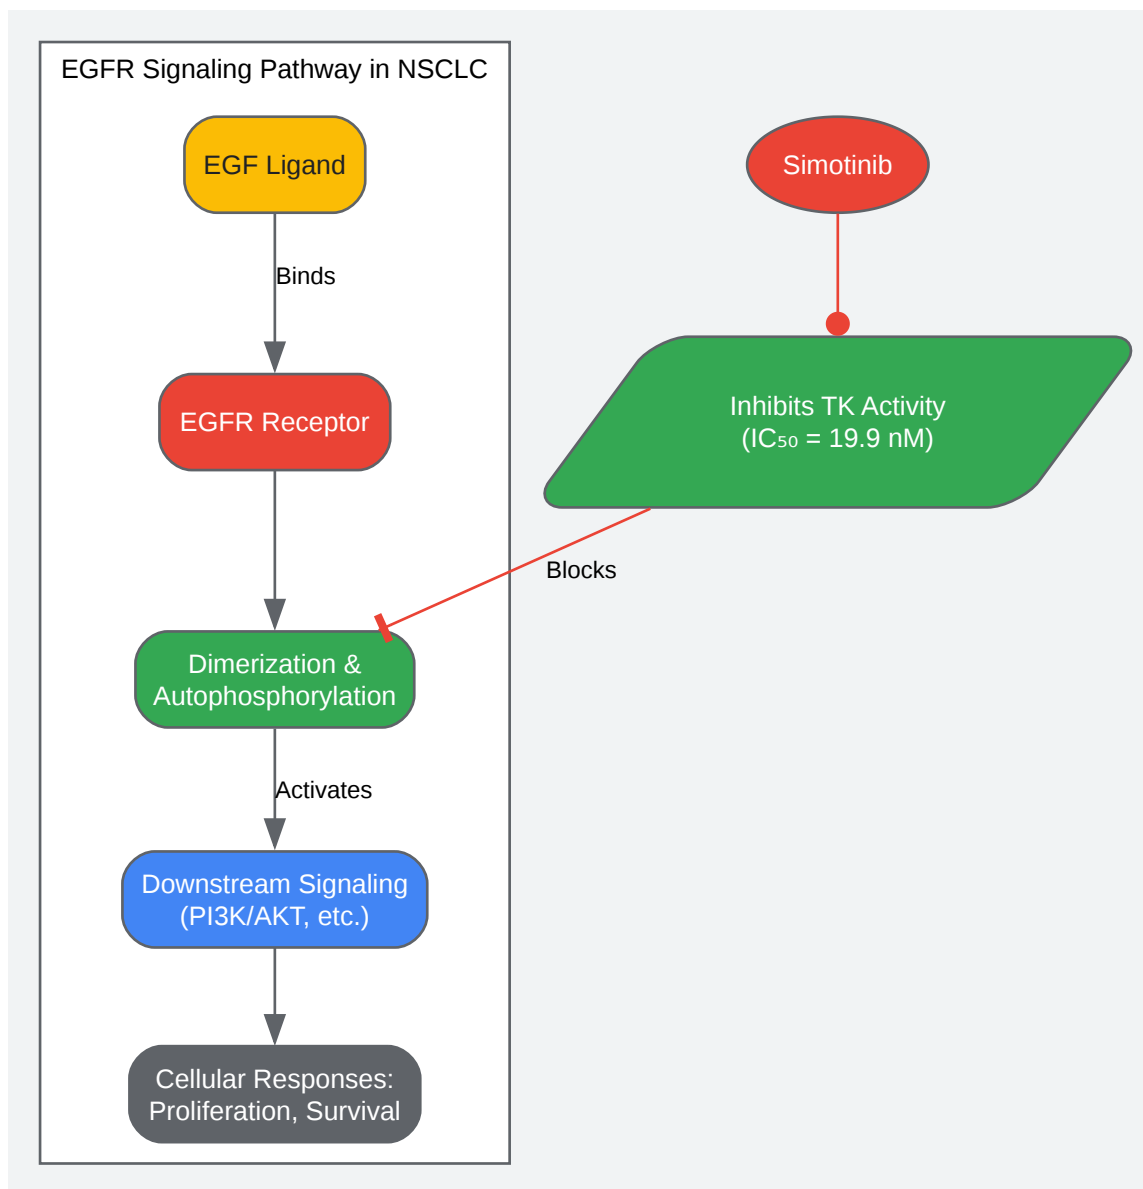 EGFR Signaling Pathway in NSCLC
EGF Ligand
Simotinib
Binds
EGFR Receptor
Inhibits TK Activity
(IC₅₀ = 19.9 nM)
Blocks
Dimerization &
Autophosphorylation
Activates
Downstream Signaling
(PI3K/AKT, etc.)
Cellular Responses:
Proliferation, Survival